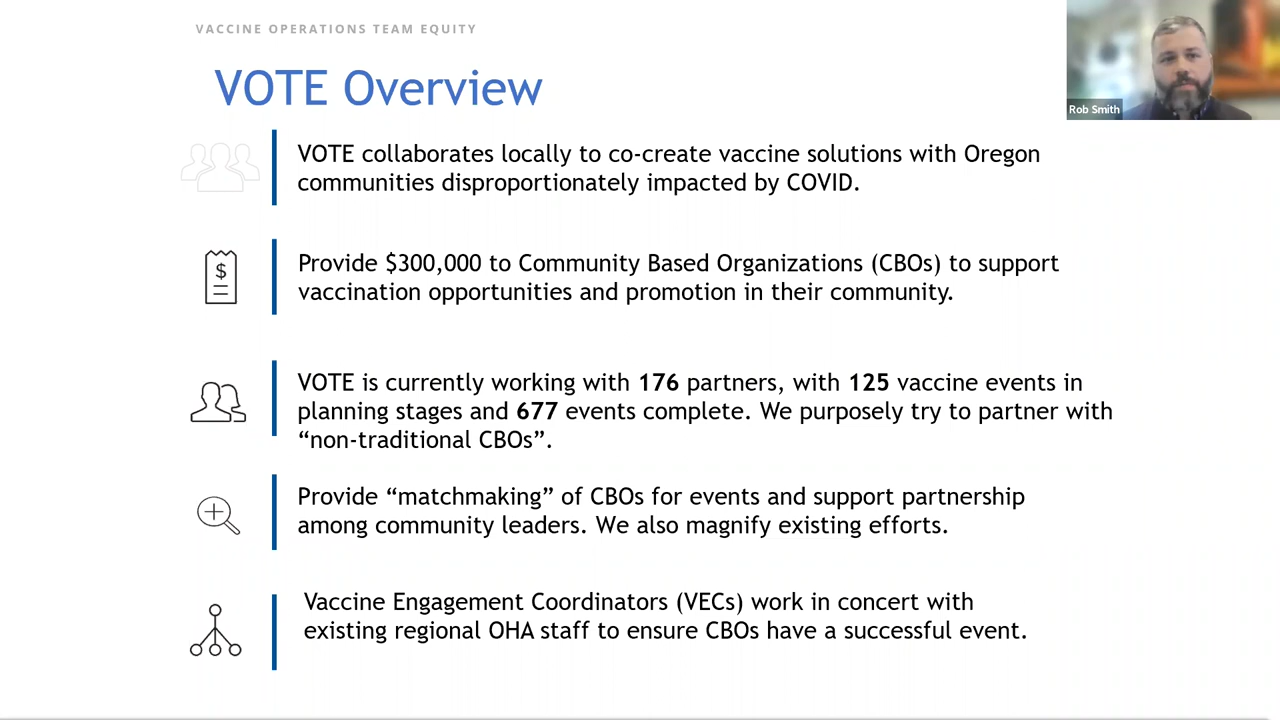 VACCINE OPERATIONS TEAM EQUITY
VOTE Overview
Rob Smith
VOTE collaborates locally to co-create vaccine solutions with Oregon
communities disproportionately impacted by COVID.
$
Provide $300,000 to Community Based Organizations (CBOs) to support
vaccination opportunities and promotion in their community.
VOTE is currently working with 176 partners, with 125 vaccine events in
planning stages and 677 events complete. We purposely try to partner with
“non-traditional CBOs”.
Provide “matchmaking” of CBOs for events and support partnership
among community leaders. We also magnify existing efforts.
Vaccine Engagement Coordinators (VECs) work in concert with
existing regional OHA staff to ensure CBOs have a successful event.